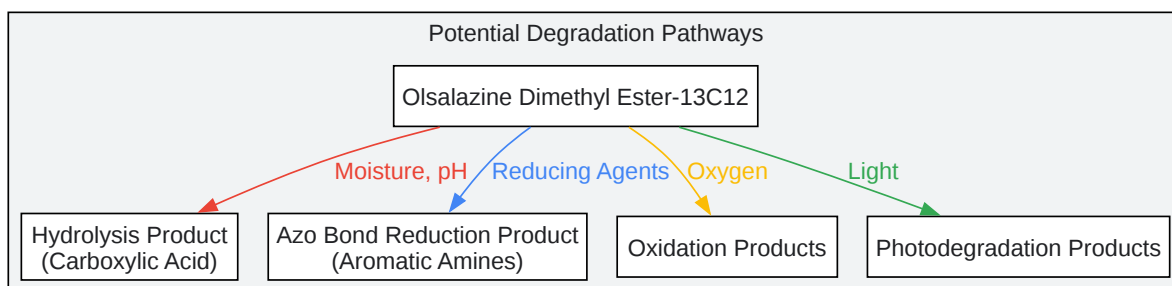 Potential Degradation Pathways
Olsalazine Dimethyl Ester-13C12
Moisture, pH
Reducing Agents
Oxygen
Light
Hydrolysis Product
(Carboxylic Acid)
Azo Bond Reduction Product
(Aromatic Amines)
Oxidation Products
Photodegradation Products